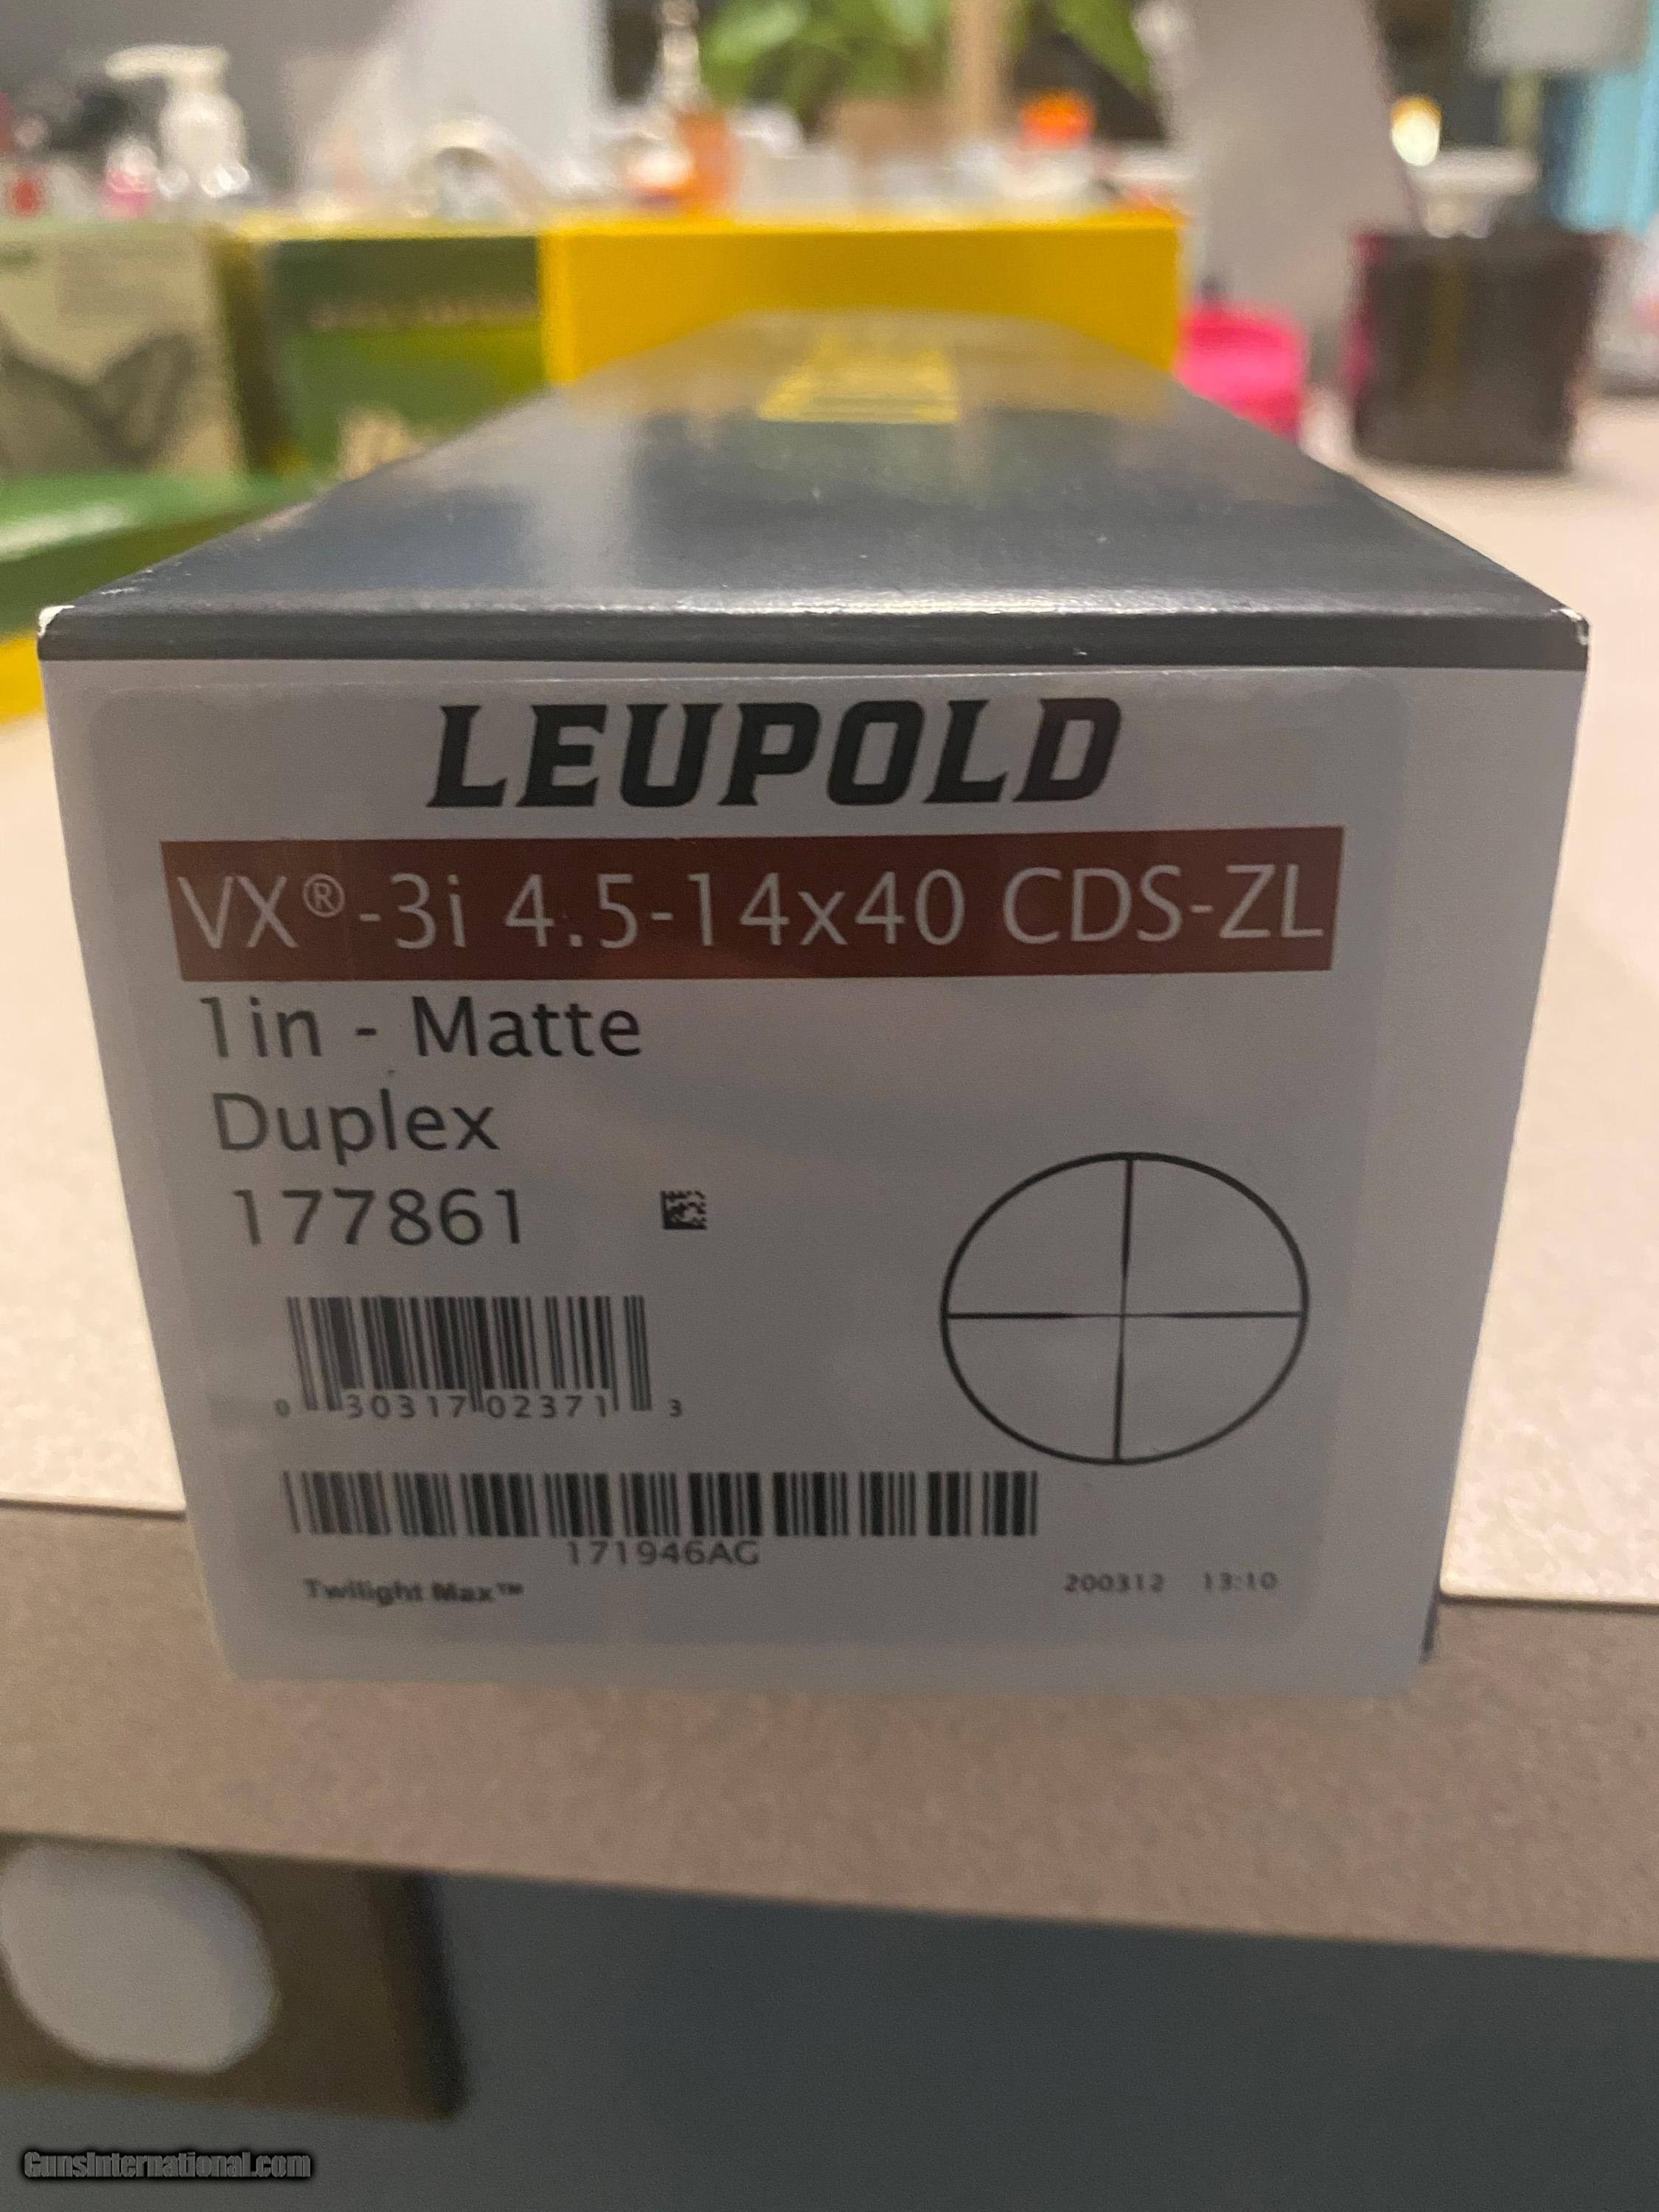 LEUPOLD
VX®-3i 4.5-14x40 CDS-ZL
1in - Matte
Duplex
177861
0 30317 02371 3
171946AG
Twilight Max™
200312 13:10
GunsInternational.com